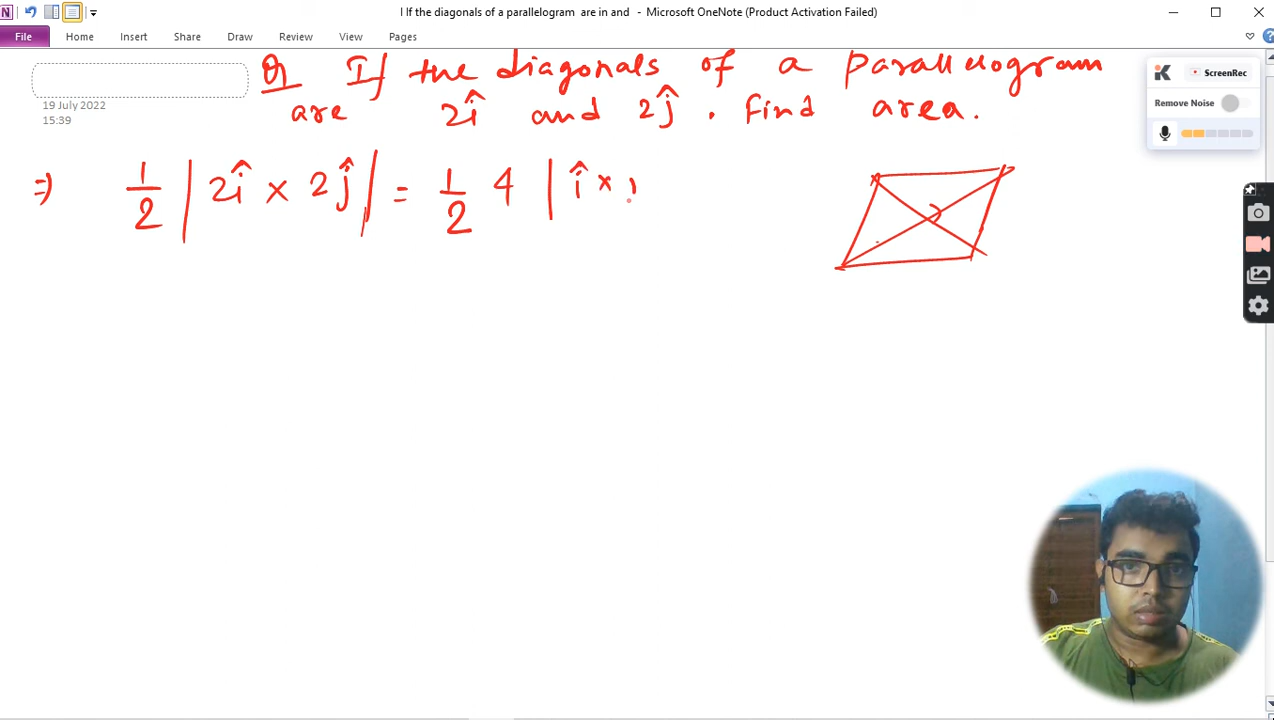 I If the diagonals of a parallelogram are in and - Microsoft OneNote (Product Activation Failed)
File Home Insert Share Draw Review View Pages
ScreenRec
Remove Noise
19 July 2022
15:39
Q If the diagonals of a parallelogram
are 2î and 2ĵ. Find area.
⇒ 1/2 | 2î × 2ĵ | = 1/2 4 | î ×